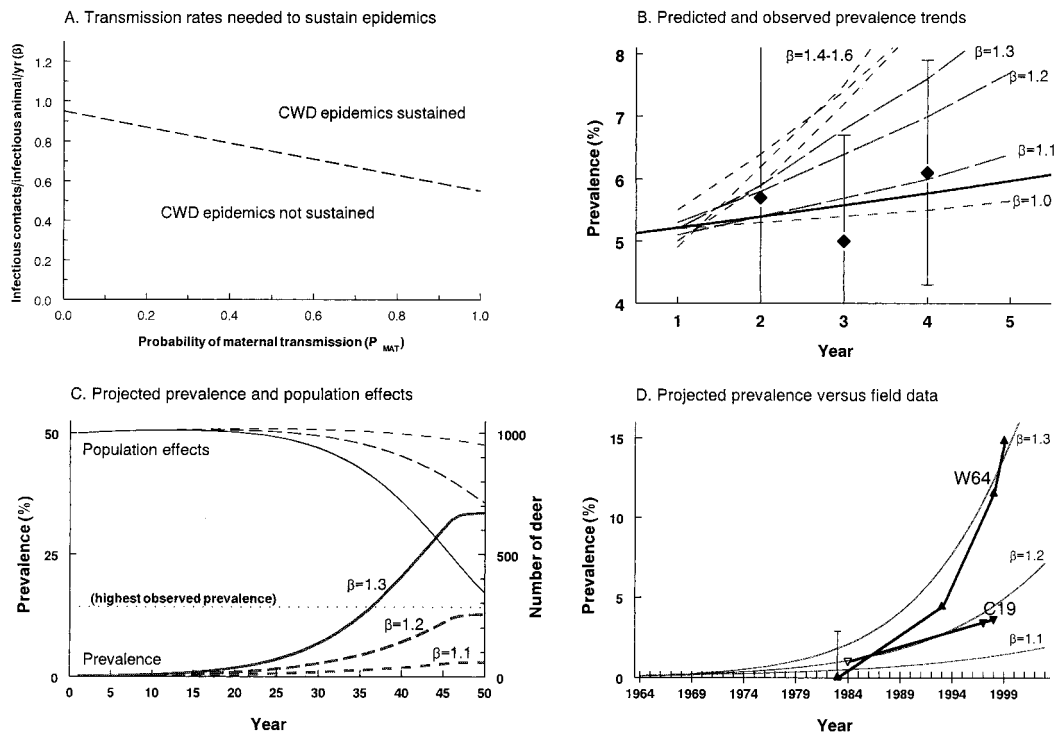 A. Transmission rates needed to sustain epidemics
Infectious contacts/infectious animal/yr (β)
1.2
1.0
0.8
0.6
0.4
0.2
0.0
CWD epidemics sustained
CWD epidemics not sustained
0.0 0.2 0.4 0.6 0.8 1.0
Probability of maternal transmission (P MAT)
B. Predicted and observed prevalence trends
Prevalence (%)
8
7
6
5
4
β=1.4-1.6
β=1.3
β=1.2
β=1.1
β=1.0
1 2 3 4 5
Year
C. Projected prevalence and population effects
Prevalence (%)
50
25
0
Population effects
β=1.3
(highest observed prevalence)
β=1.2
β=1.1
Prevalence
1000
500
0
Number of deer
0 5 10 15 20 25 30 35 40 45 50
Year
D. Projected prevalence versus field data
Prevalence (%)
15
10
5
0
β=1.3
W64
β=1.2
C19
β=1.1
1964 1969 1974 1979 1984 1989 1994 1999
Year